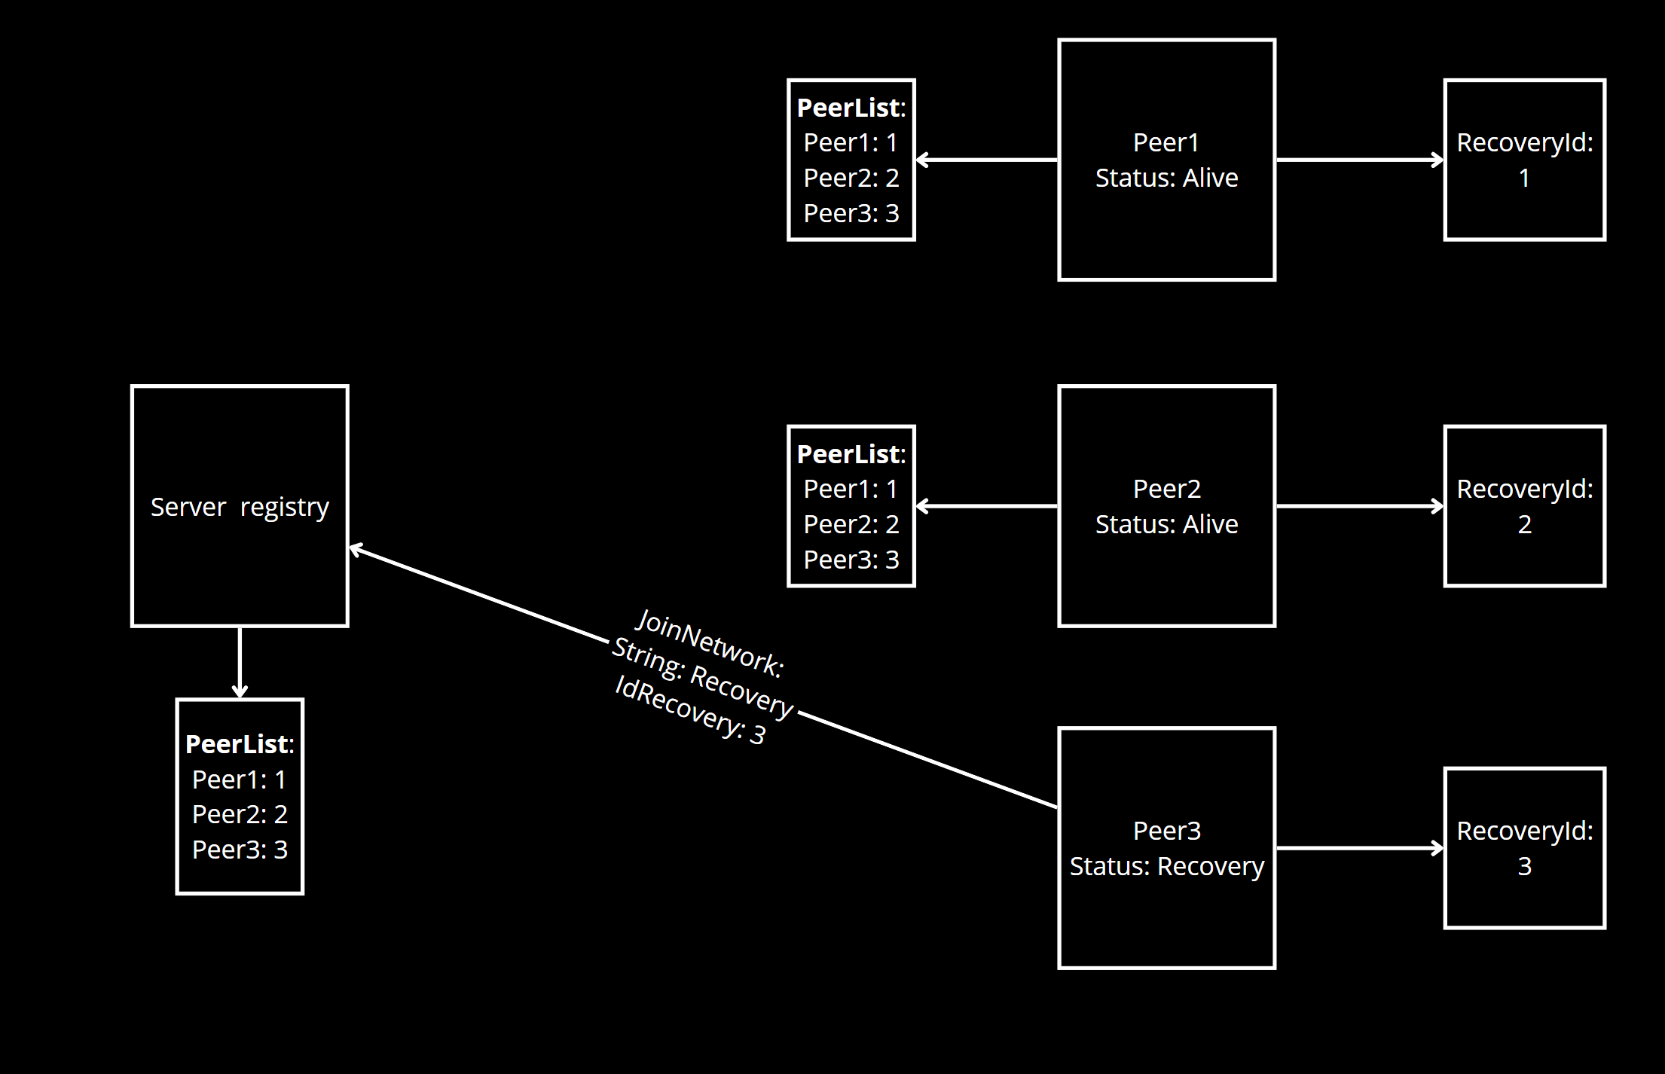 PeerList:
Peer1: 1
Peer2: 2
Peer3: 3
Peer1
Status: Alive
RecoveryId:
1
Server registry
PeerList:
Peer1: 1
Peer2: 2
Peer3: 3
Peer2
Status: Alive
RecoveryId:
2
JoinNetwork:
String: Recovery
IdRecovery: 3
PeerList:
Peer1: 1
Peer2: 2
Peer3: 3
Peer3
Status: Recovery
RecoveryId:
3